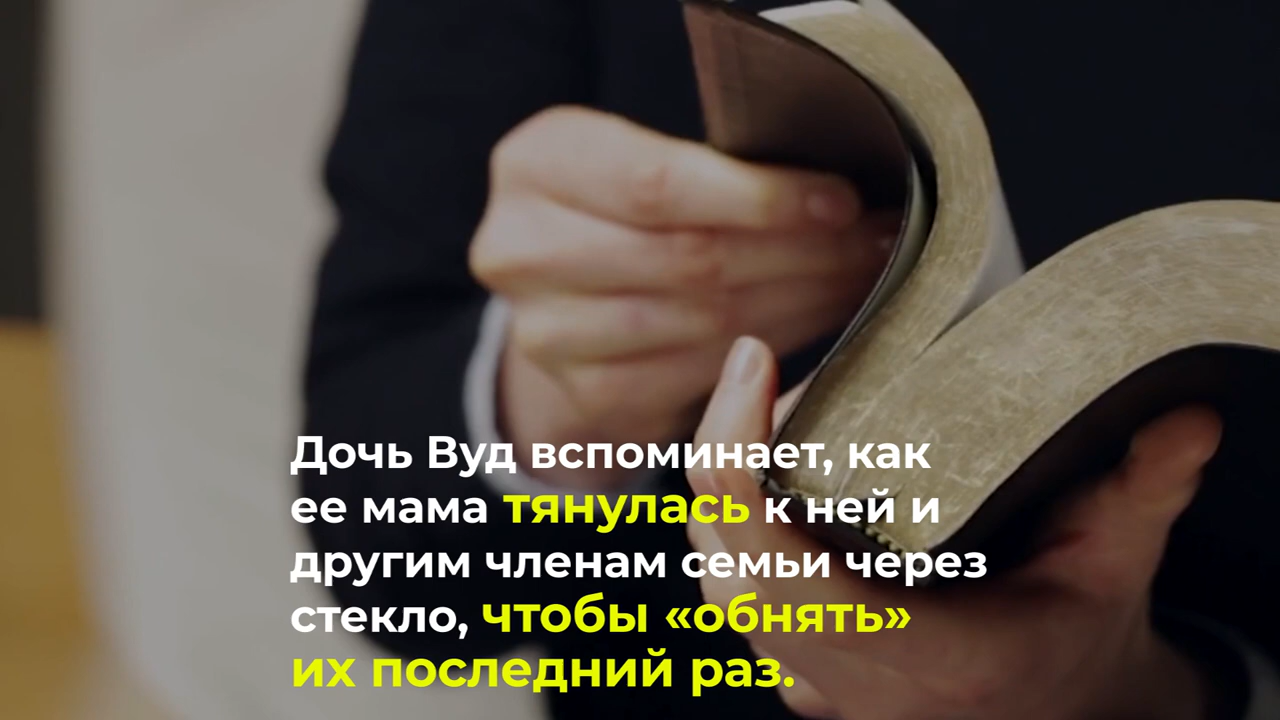 Дочь Вуд вспоминает, как
ее мама тянулась к ней и
другим членам семьи через
стекло, чтобы «обнять»
их последний раз.